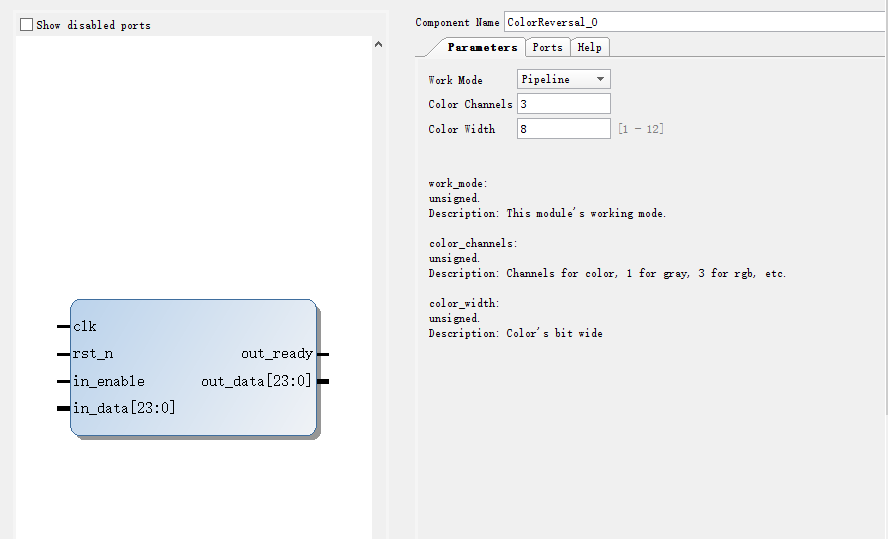 Show disabled ports
clk
rst_n
in_enable
in_data[23:0]
out_ready
out_data[23:0]
Component Name ColorReversal_0
Parameters Ports Help
Work Mode Pipeline
Color Channels 3
Color Width 8 [1 - 12]
work_mode:
unsigned.
Description: This module's working mode.
color_channels:
unsigned.
Description: Channels for color, 1 for gray, 3 for rgb, etc.
color_width:
unsigned.
Description: Color's bit wide